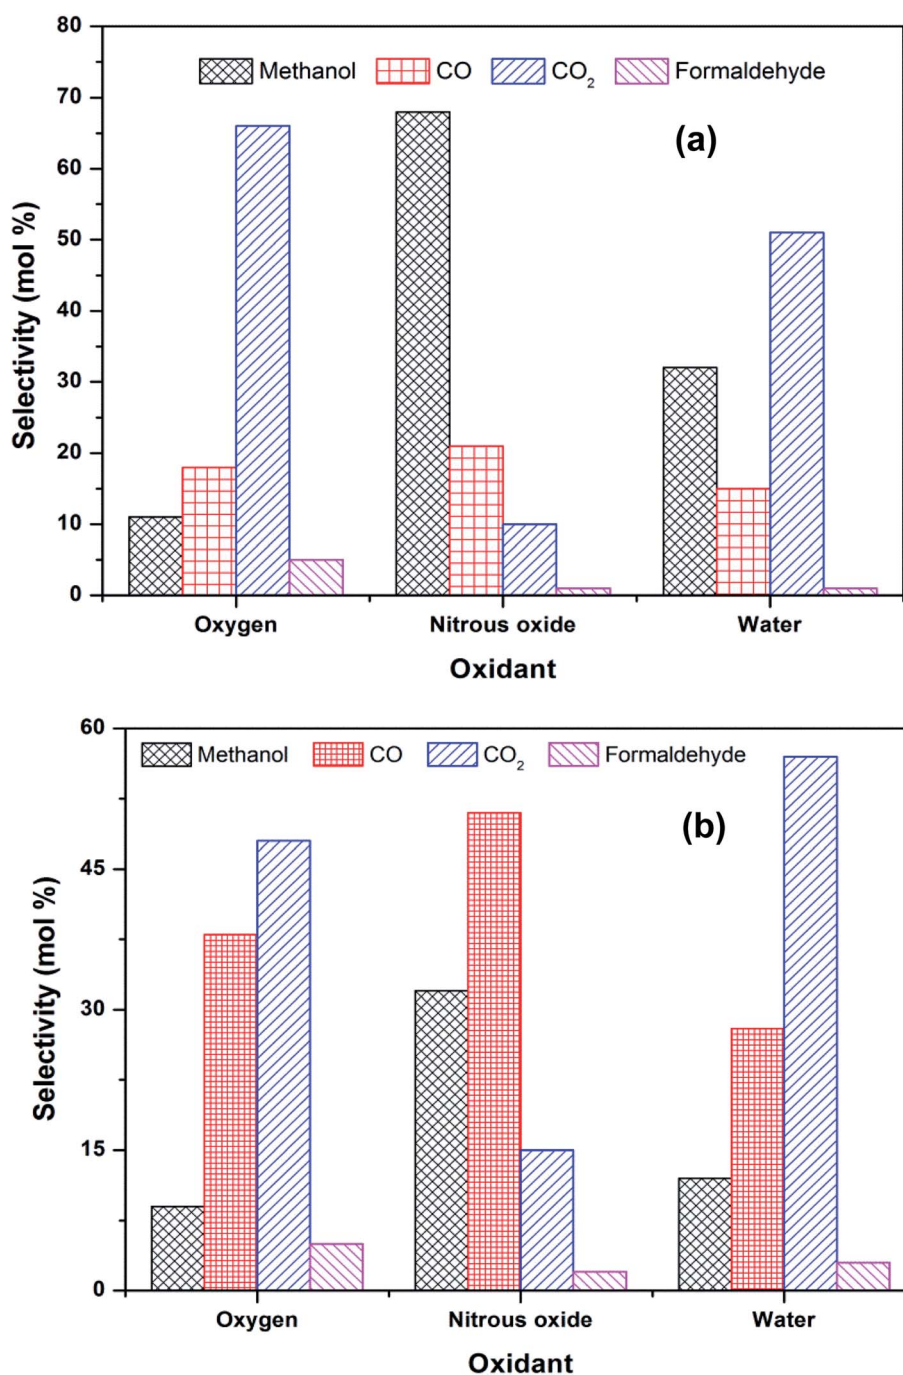 80
Methanol CO CO₂ Formaldehyde
70
(a)
60
50
40
30
20
10
0
Selectivity (mol %)
Oxygen Nitrous oxide Water
Oxidant
60
Methanol CO CO₂ Formaldehyde
(b)
45
30
15
0
Selectivity (mol %)
Oxygen Nitrous oxide Water
Oxidant